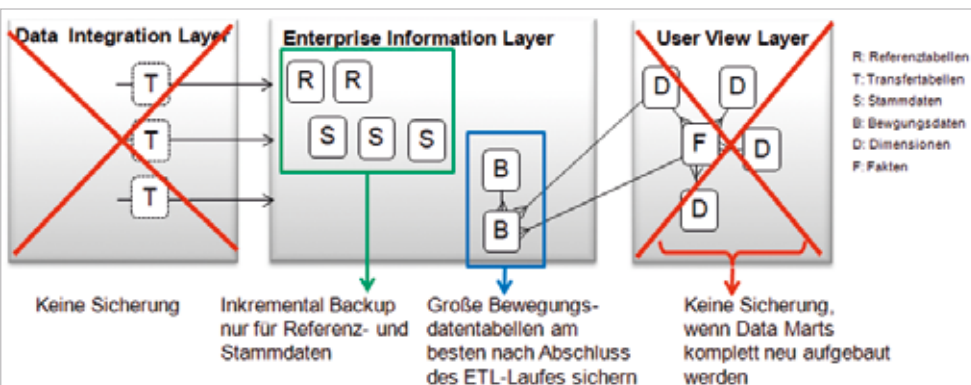 Data Integration Layer
Enterprise Information Layer
User View Layer
T
T
T
R R
S S S
B
B
D D
F D
D
R: Referenztabellen
T: Transfertabellen
S: Stammdaten
B: Bewgungsdaten
D: Dimensionen
F: Fakten
Keine Sicherung
Inkremental Backup
nur für Referenz- und
Stammdaten
Große Bewegungs-
datentabellen am
besten nach Abschluss
des ETL-Laufes sichern
Keine Sicherung,
wenn Data Marts
komplett neu aufgebaut
werden